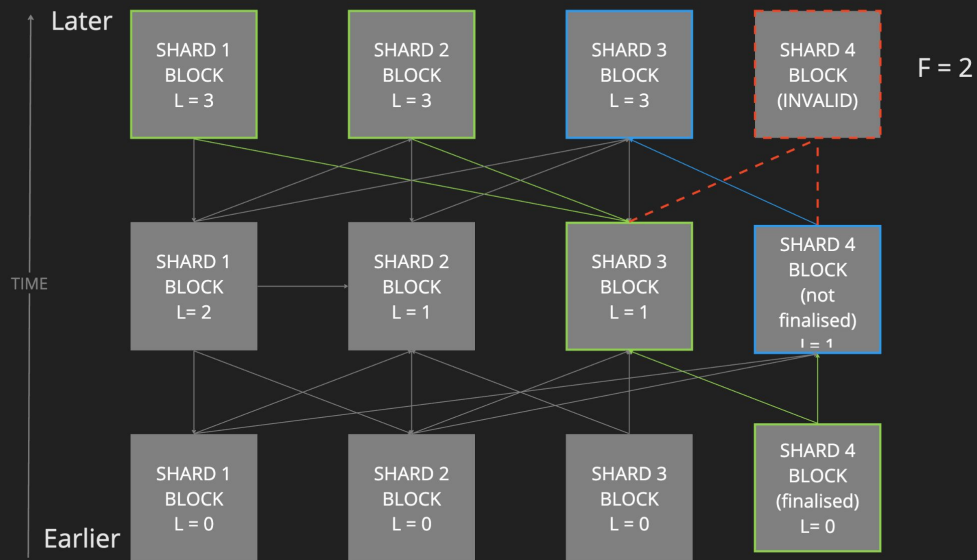 Later
SHARD 1
BLOCK
L = 3
SHARD 2
BLOCK
L = 3
SHARD 3
BLOCK
L = 3
SHARD 4
BLOCK
(INVALID)
F = 2
TIME
SHARD 1
BLOCK
L= 2
SHARD 2
BLOCK
L = 1
SHARD 3
BLOCK
L = 1
SHARD 4
BLOCK
(not
finalised)
L = 1
SHARD 1
BLOCK
L = 0
SHARD 2
BLOCK
L = 0
SHARD 3
BLOCK
L = 0
SHARD 4
BLOCK
(finalised)
L= 0
Earlier